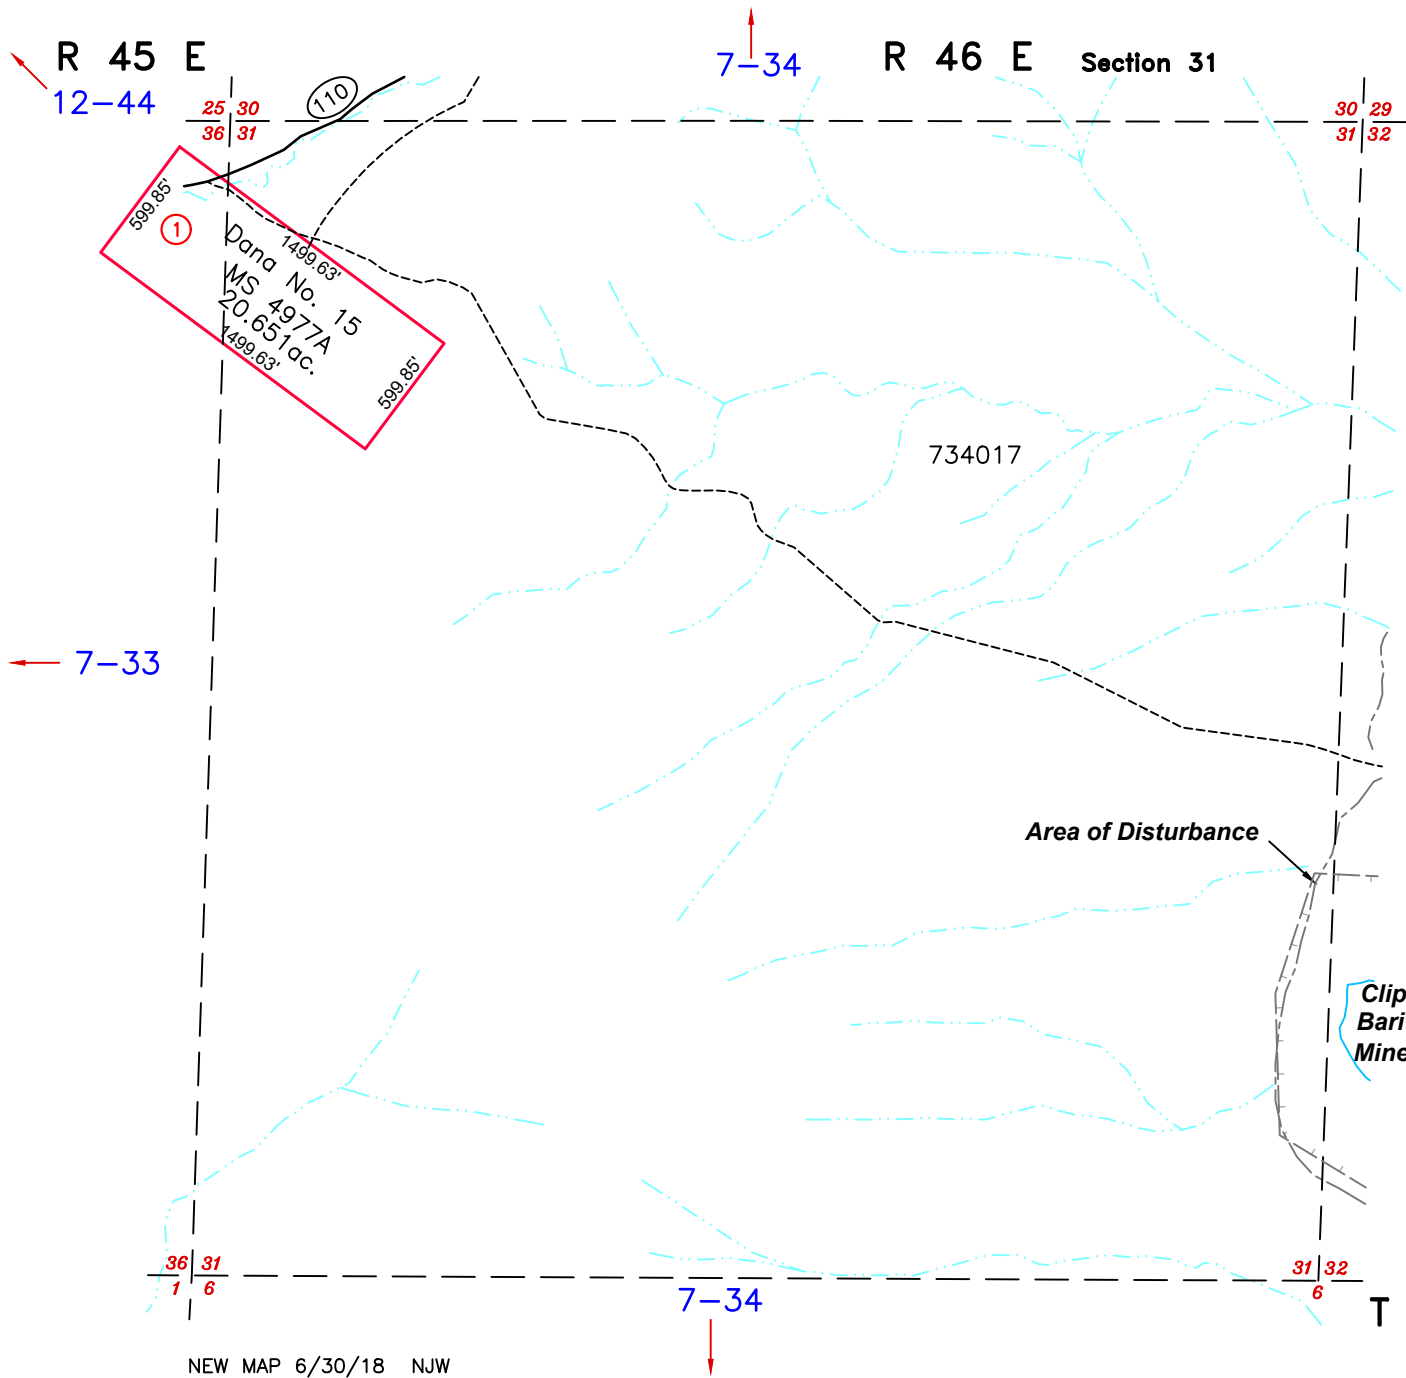 R 45 E
7-34
R 46 E
Section 31
12-44
110
25 30
36 31
30 29
31 32
599.85'
1
Dana No. 15
MS 4977A
20.651ac.
1499.63'
1499.63'
599.85'
734017
7-33
Area of Disturbance
Clip
Bari
Mine
36 31
1 6
31 32
6
7-34
T
NEW MAP 6/30/18 NJW